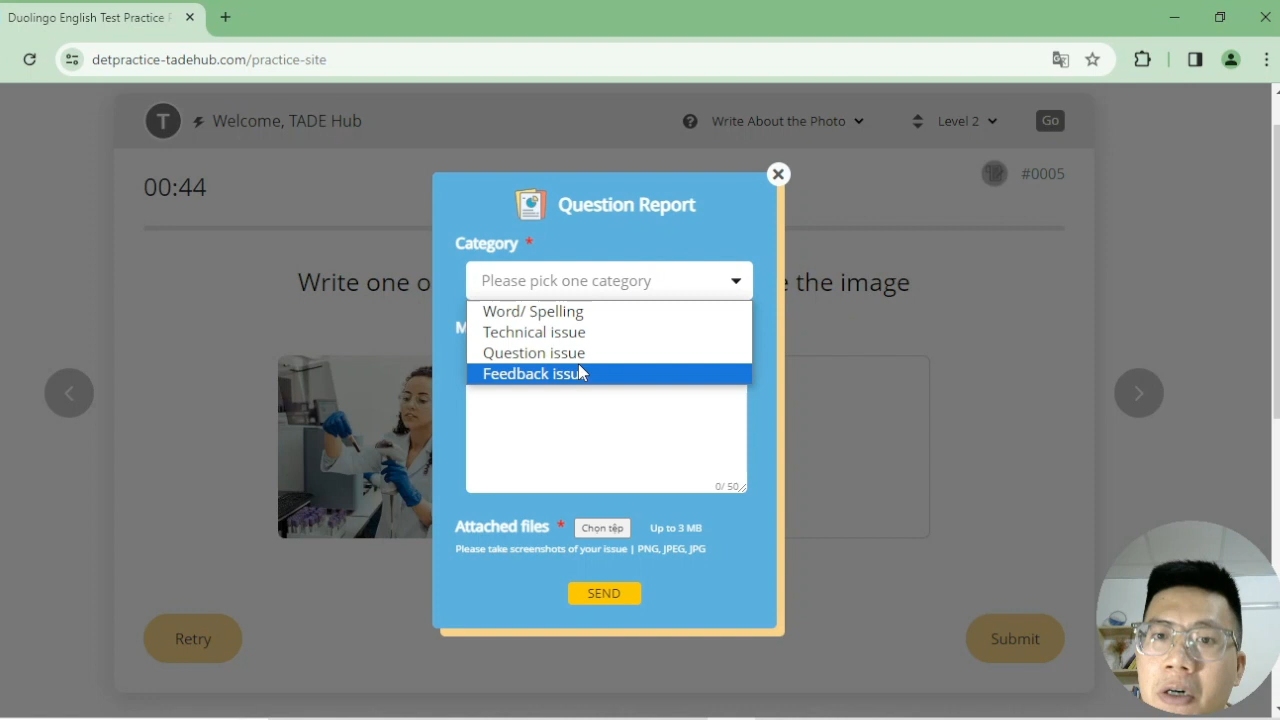 Duolingo English Test Practice
detpractice-tadehub.com/practice-site
T Welcome, TADE Hub
Write About the Photo
Level 2
Go
00:44
#0005
Question Report
Category *
Write one o
e the image
Please pick one category
Word/ Spelling
Technical issue
Question issue
Feedback issue
M
0/ 50
Attached files * Chọn tệp Up to 3 MB
Please take screenshots of your issue | PNG, JPEG, JPG
SEND
Retry
Submit